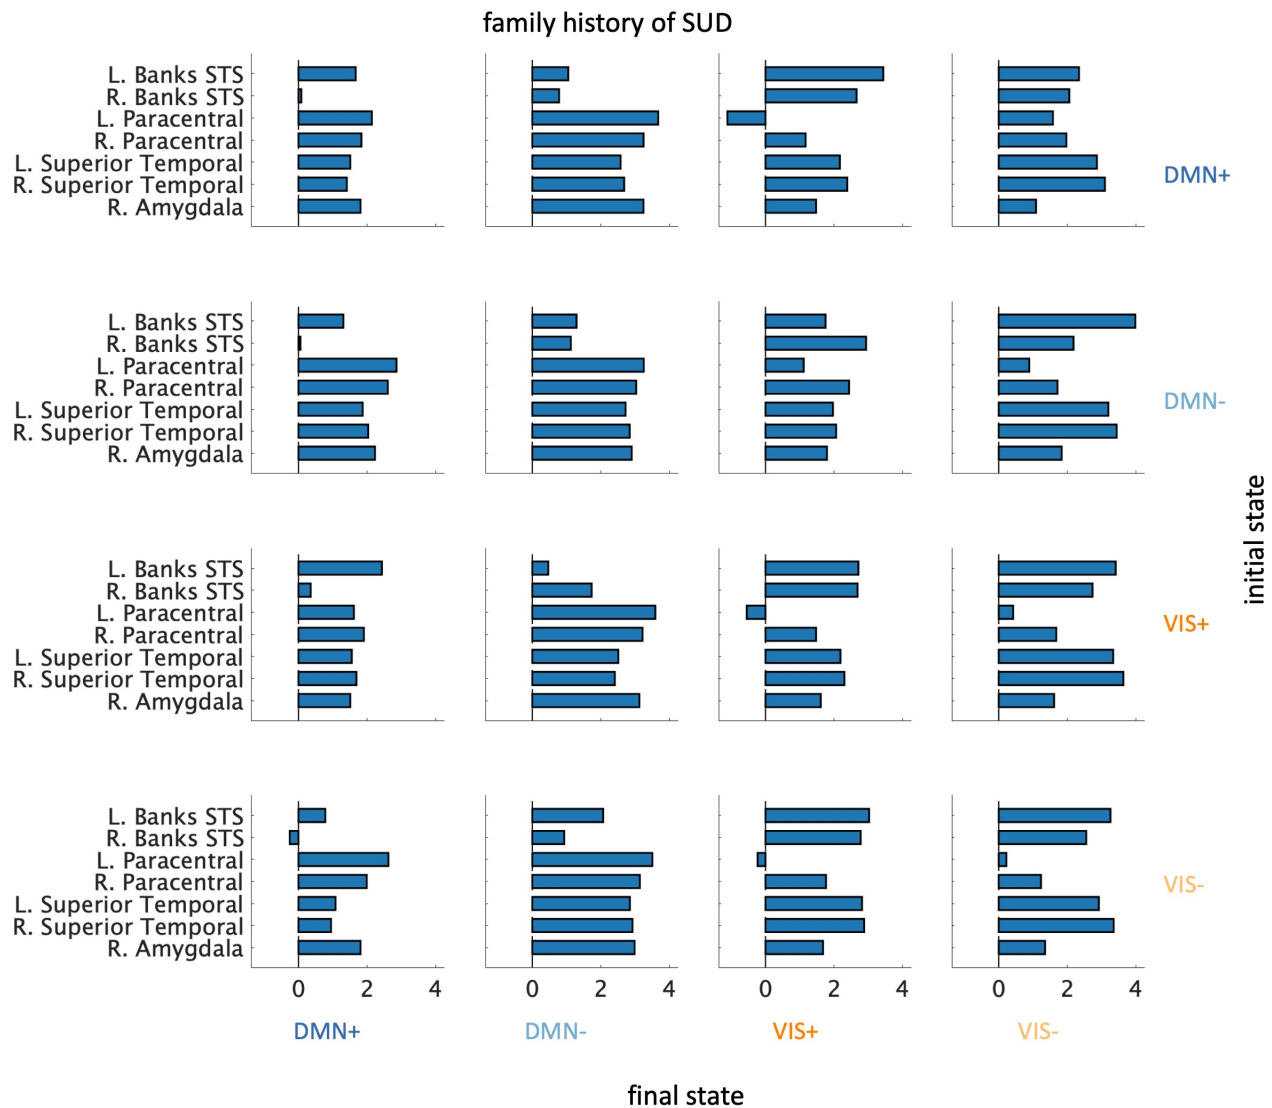 family history of SUD
L. Banks STS
R. Banks STS
L. Paracentral
R. Paracentral
L. Superior Temporal
R. Superior Temporal
R. Amygdala
DMN+
L. Banks STS
R. Banks STS
L. Paracentral
R. Paracentral
L. Superior Temporal
R. Superior Temporal
R. Amygdala
DMN-
initial state
L. Banks STS
R. Banks STS
L. Paracentral
R. Paracentral
L. Superior Temporal
R. Superior Temporal
R. Amygdala
VIS+
L. Banks STS
R. Banks STS
L. Paracentral
R. Paracentral
L. Superior Temporal
R. Superior Temporal
R. Amygdala
VIS-
0 2 4 0 2 4 0 2 4 0 2 4
DMN+ DMN- VIS+ VIS-
final state